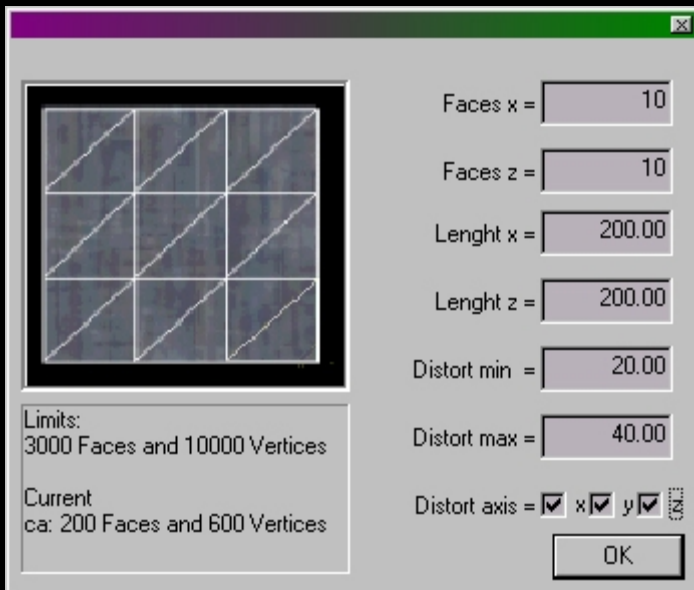 Faces x = 10
Faces z = 10
Lenght x = 200.00
Lenght z = 200.00
Distort min = 20.00
Distort max = 40.00
Distort axis = x y z
OK
Limits:
3000 Faces and 10000 Vertices
Current
ca: 200 Faces and 600 Vertices